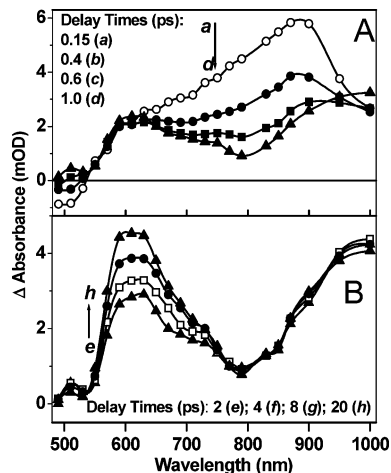 Delay Times (ps):
0.15 (a)
0.4 (b)
0.6 (c)
1.0 (d)
a
d
A
6
4
2
0
Δ Absorbance (mOD)
B
4
2
0
h
e
Delay Times (ps): 2 (e); 4 (f); 8 (g); 20 (h)
500 600 700 800 900 1000
Wavelength (nm)